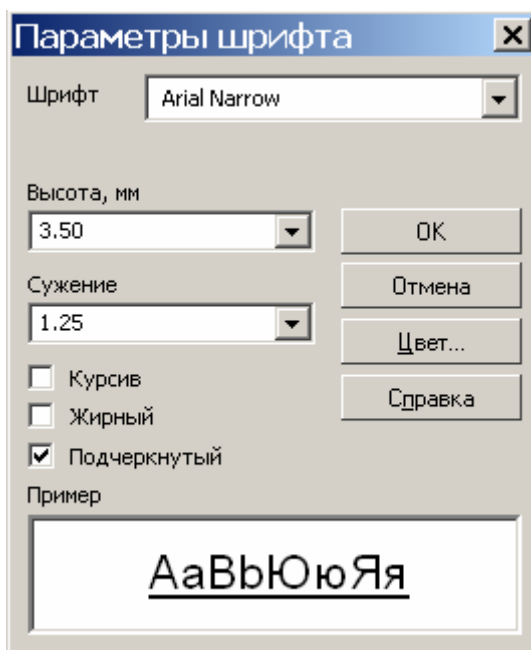 Параметры шрифта
Шрифт Arial Narrow
Высота, мм
3.50
OK
Сужение
Отмена
1.25
Цвет...
Курсив
Справка
Жирный
Подчеркнутый
Пример
АаВbЮюЯя